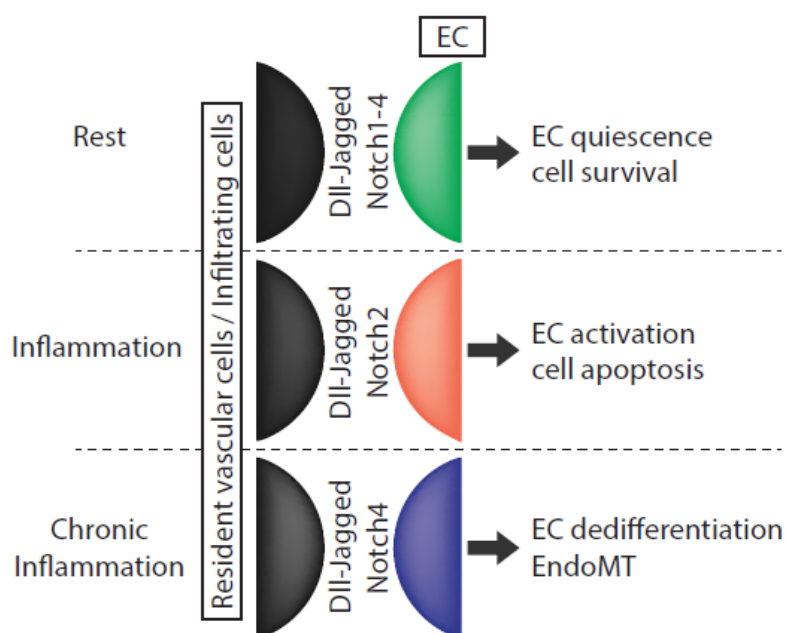 EC
Resident vascular cells / Infiltrating cells
Rest
Dll-Jagged
Notch1-4
EC quiescence
cell survival
Inflammation
Dll-Jagged
Notch2
EC activation
cell apoptosis
Chronic
Inflammation
Dll-Jagged
Notch4
EC dedifferentiation
EndoMT